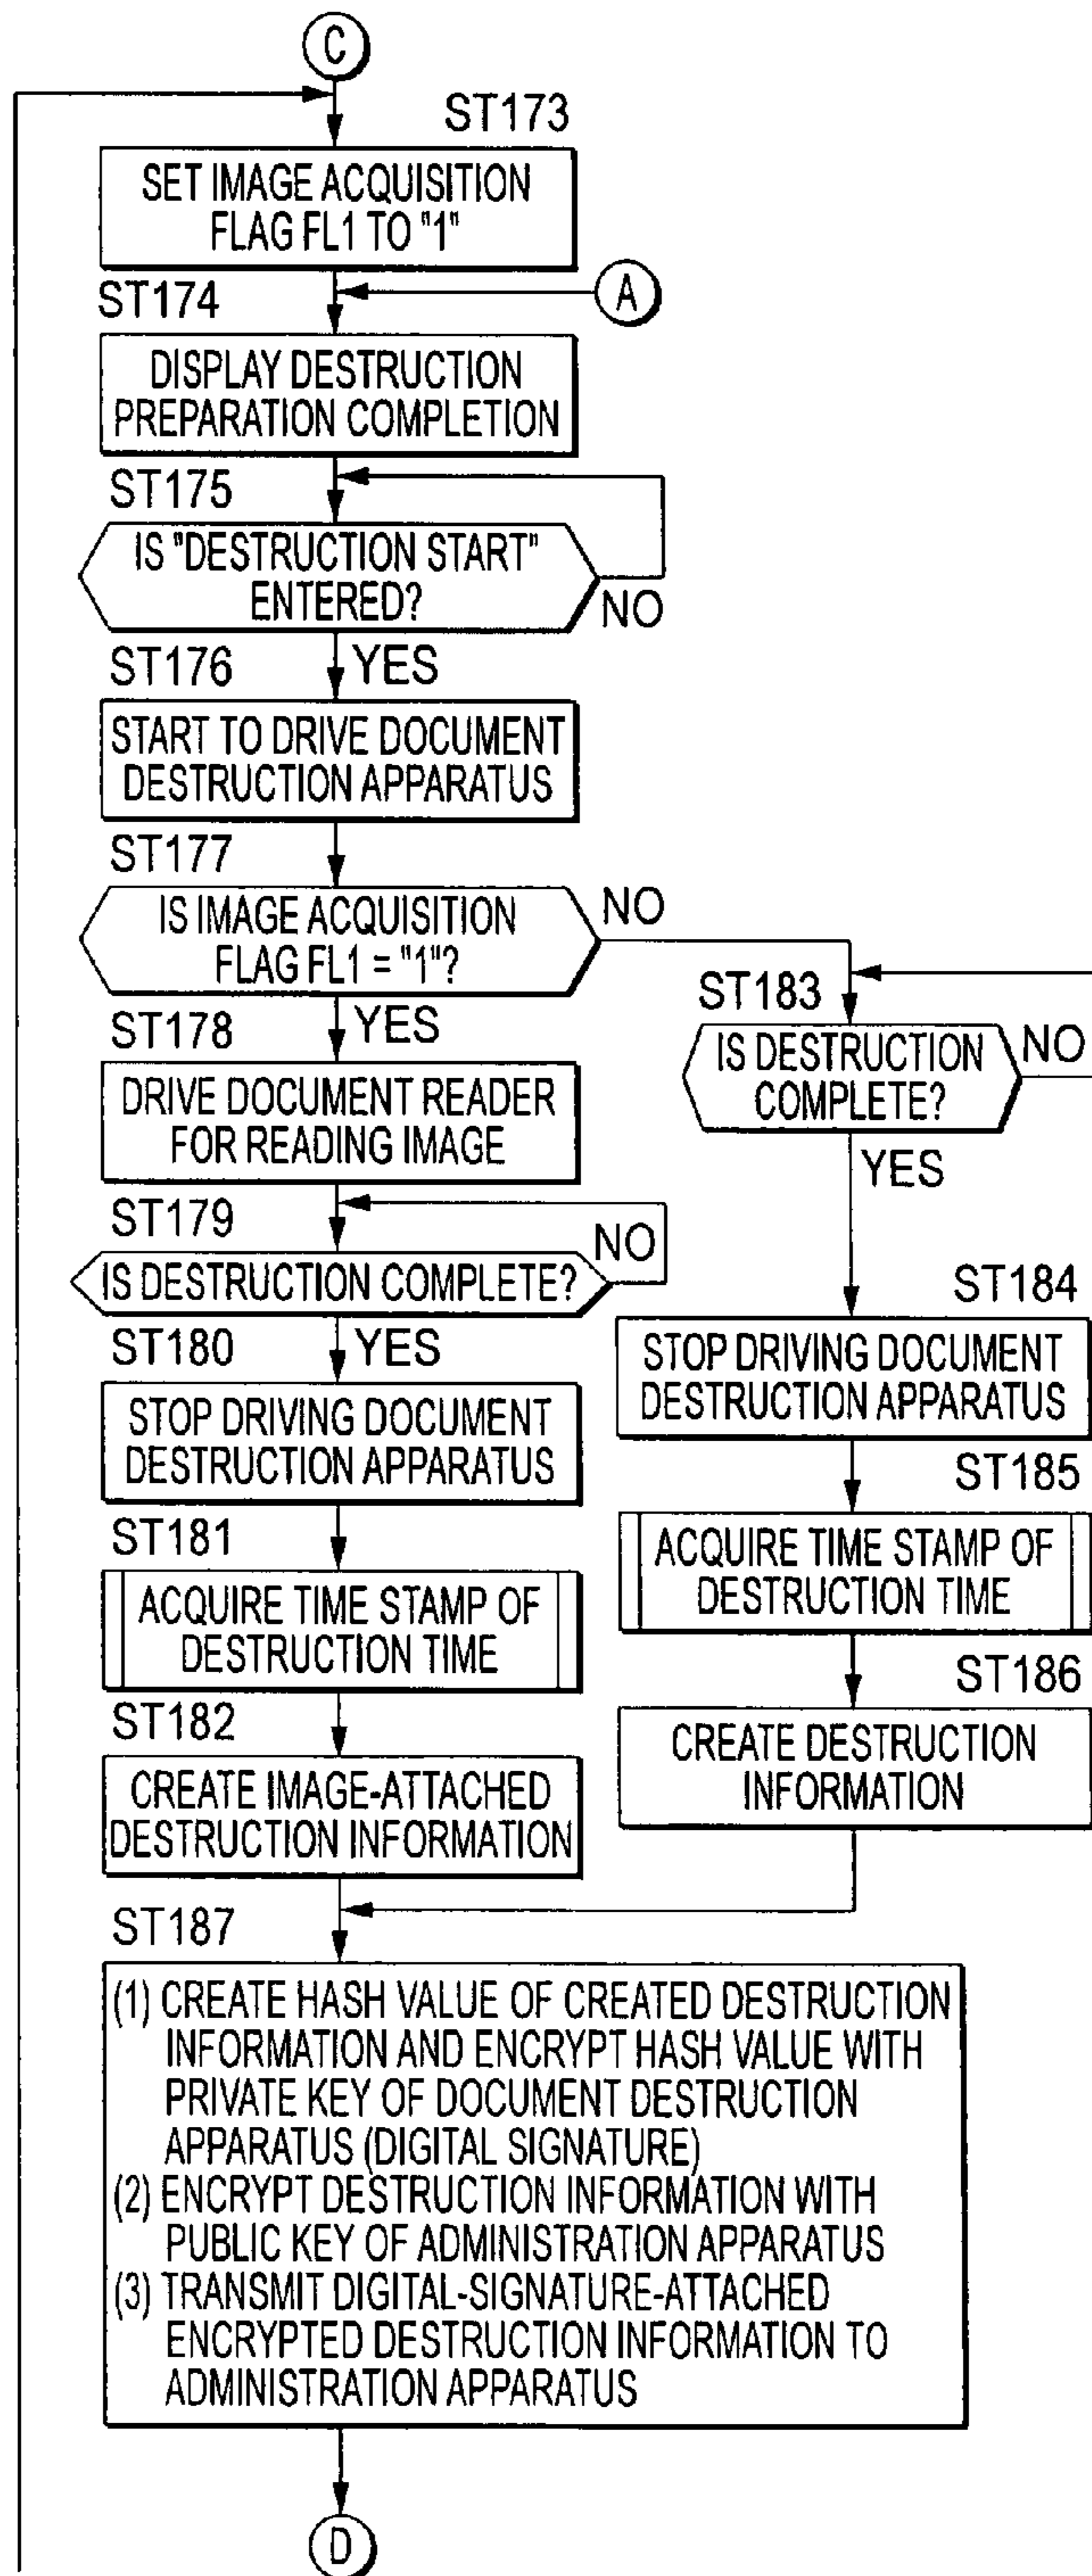 C
ST173
SET IMAGE ACQUISITION
FLAG FL1 TO "1"
A
ST174
DISPLAY DESTRUCTION
PREPARATION COMPLETION
ST175
IS "DESTRUCTION START"
ENTERED?
NO
ST176
YES
START TO DRIVE DOCUMENT
DESTRUCTION APPARATUS
ST177
IS IMAGE ACQUISITION
FLAG FL1 = "1"?
NO
ST178
YES
DRIVE DOCUMENT READER
FOR READING IMAGE
ST179
IS DESTRUCTION COMPLETE?
NO
ST180
YES
STOP DRIVING DOCUMENT
DESTRUCTION APPARATUS
ST181
ACQUIRE TIME STAMP OF
DESTRUCTION TIME
ST182
CREATE IMAGE-ATTACHED
DESTRUCTION INFORMATION
ST183
IS DESTRUCTION
COMPLETE?
NO
YES
ST184
STOP DRIVING DOCUMENT
DESTRUCTION APPARATUS
ST185
ACQUIRE TIME STAMP OF
DESTRUCTION TIME
ST186
CREATE DESTRUCTION
INFORMATION
ST187
(1) CREATE HASH VALUE OF CREATED DESTRUCTION
INFORMATION AND ENCRYPT HASH VALUE WITH
PRIVATE KEY OF DOCUMENT DESTRUCTION
APPARATUS (DIGITAL SIGNATURE)
(2) ENCRYPT DESTRUCTION INFORMATION WITH
PUBLIC KEY OF ADMINISTRATION APPARATUS
(3) TRANSMIT DIGITAL-SIGNATURE-ATTACHED
ENCRYPTED DESTRUCTION INFORMATION TO
ADMINISTRATION APPARATUS
D